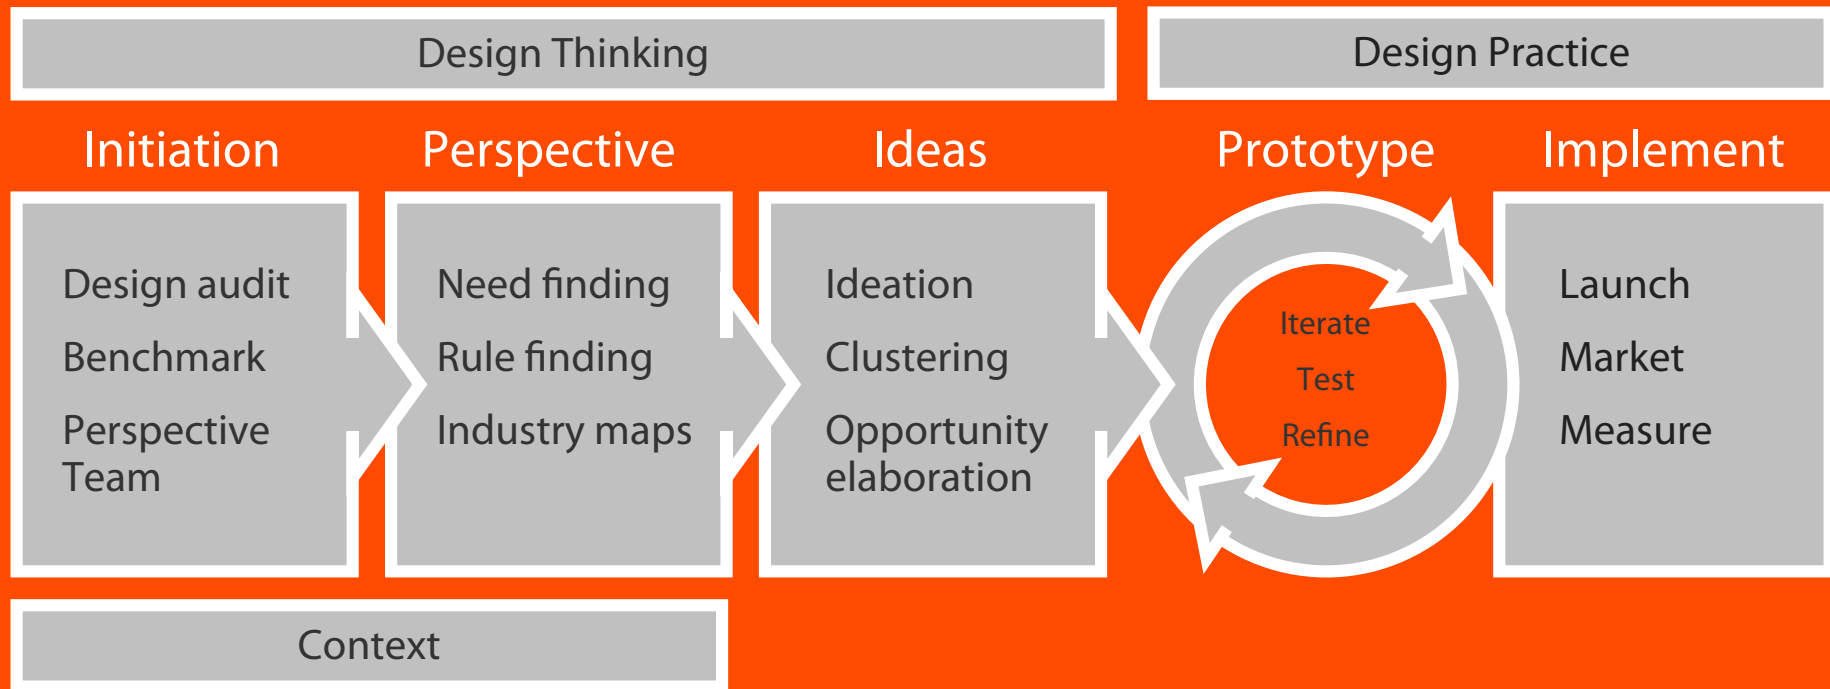 Design Thinking
Design Practice
Initiation
Perspective
Ideas
Prototype
Implement
Design audit
Benchmark
Perspective
Team
Need finding
Rule finding
Industry maps
Ideation
Clustering
Opportunity
elaboration
Iterate
Test
Refine
Launch
Market
Measure
Context